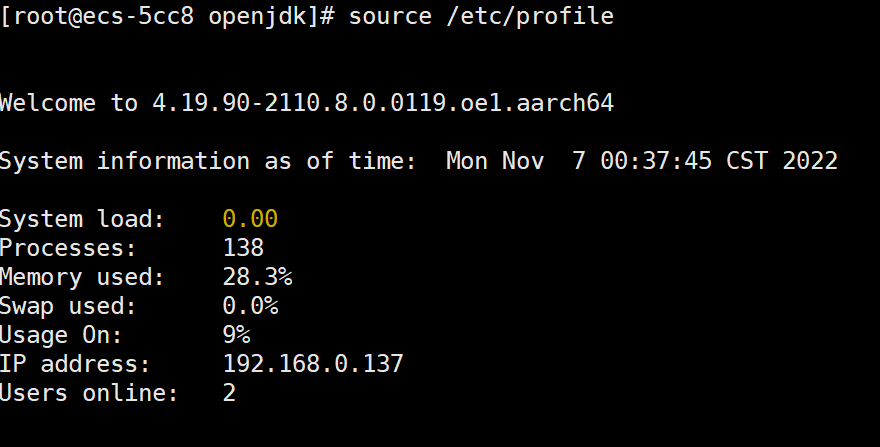 [root@ecs-5cc8 openjdk]# source /etc/profile
Welcome to 4.19.90-2110.8.0.0119.oe1.aarch64
System information as of time:  Mon Nov  7 00:37:45 CST 2022
System load:    0.00
Processes:      138
Memory used:    28.3%
Swap used:      0.0%
Usage On:       9%
IP address:     192.168.0.137
Users online:   2